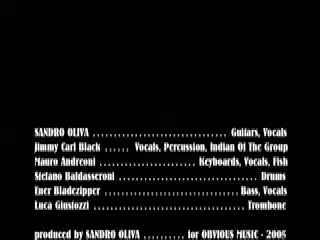 SANDRO OLIVA ................................ Guitars, Vocals
Jimmy Carl Black ...... Vocals, Percussion, Indian Of The Group
Mauro Andreoni ....................... Keyboards, Vocals, Fish
Stefano Baldasseroni ................................ Drums
Ener Bladezipper ................................. Bass, Vocals
Luca Giustozzi .................................... Trombone
produced by SANDRO OLIVA .......... for OBVIOUS MUSIC - 2005